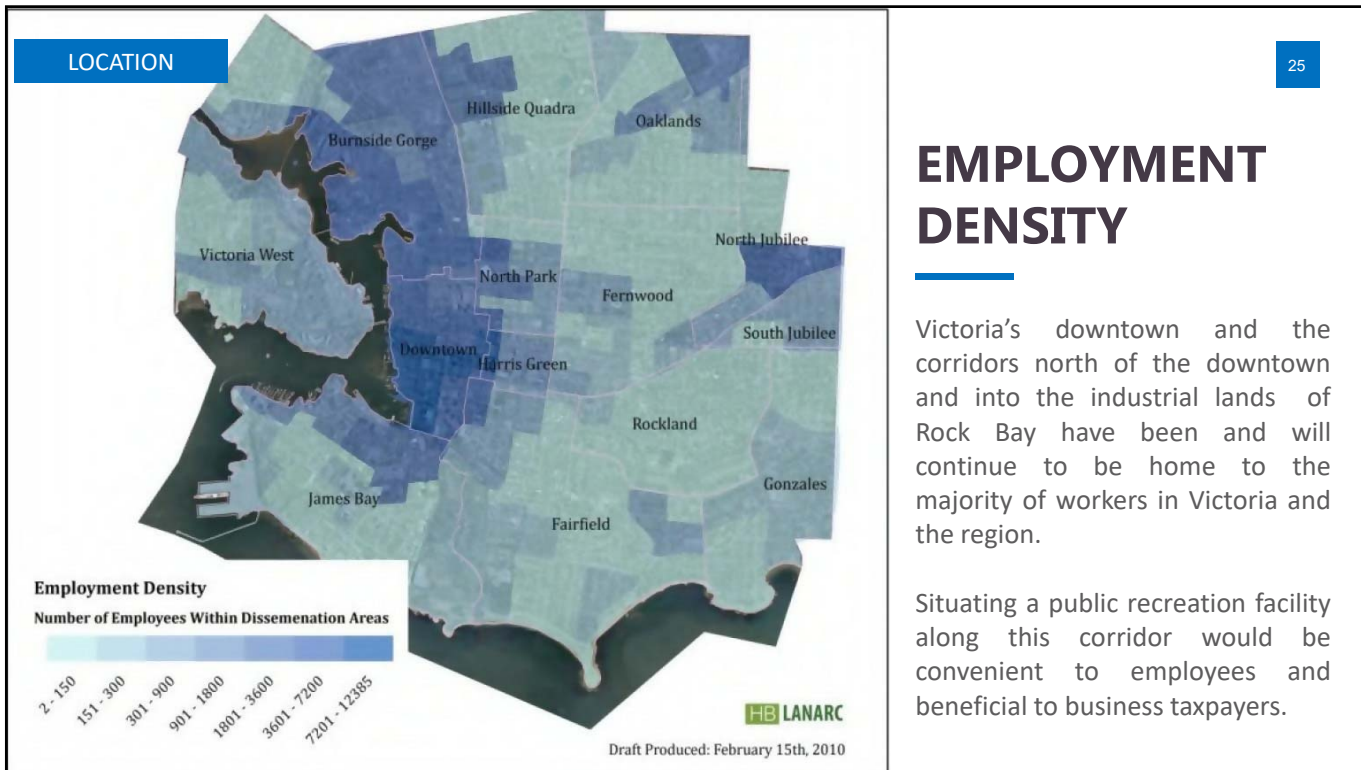 LOCATION
25
EMPLOYMENT
DENSITY
Victoria’s downtown and the
corridors north of the downtown
and into the industrial lands of
Rock Bay have been and will
continue to be home to the
majority of workers in Victoria and
the region.
Situating a public recreation facility
along this corridor would be
convenient to employees and
beneficial to business taxpayers.
Hillside Quadra
Oaklands
Burnside Gorge
North Jubilee
Victoria West
North Park
Fernwood
South Jubilee
Downtown
Harris Green
Rockland
Gonzales
James Bay
Fairfield
Employment Density
Number of Employees Within Dissemenation Areas
2 - 150
151 - 300
301 - 900
901 - 1800
1801 - 3600
3601 - 7200
7201 - 12385
HB LANARC
Draft Produced: February 15th, 2010